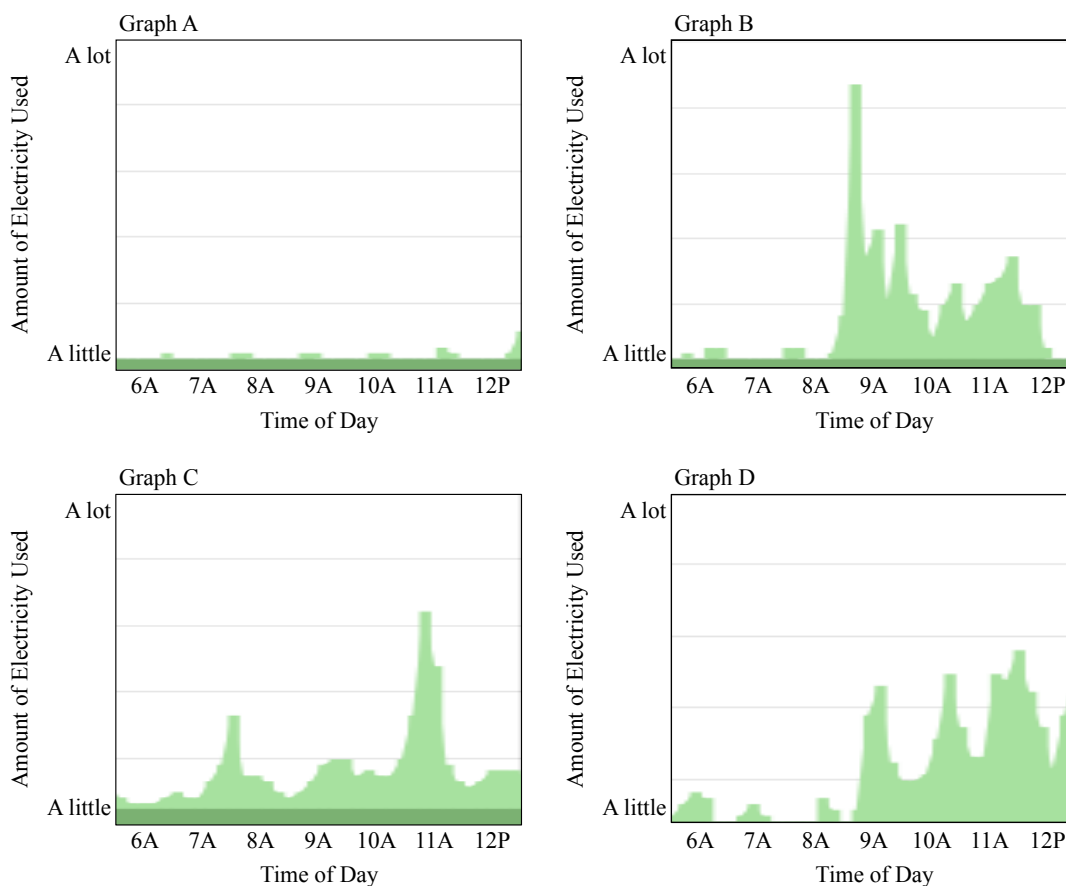 Graph A
A lot
Amount of Electricity Used
A little
6A 7A 8A 9A 10A 11A 12P
Time of Day
Graph B
A lot
Amount of Electricity Used
A little
6A 7A 8A 9A 10A 11A 12P
Time of Day
Graph C
A lot
Amount of Electricity Used
A little
6A 7A 8A 9A 10A 11A 12P
Time of Day
Graph D
A lot
Amount of Electricity Used
A little
6A 7A 8A 9A 10A 11A 12P
Time of Day